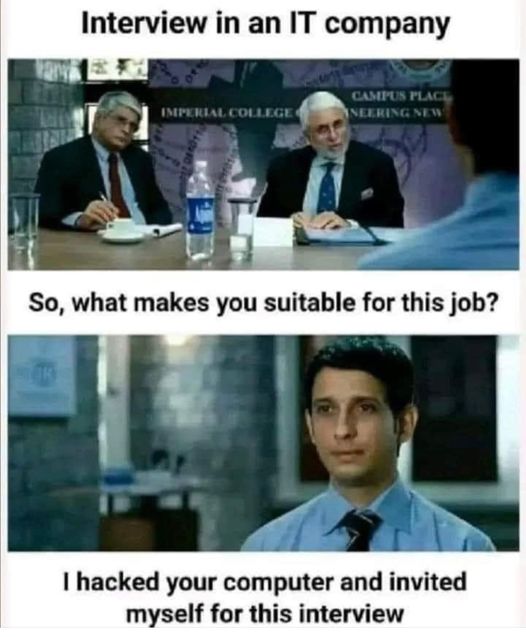 Interview in an IT company
CAMPUS PLACE
IMPERIAL COLLEGE
NEERING NEW
So, what makes you suitable for this job?
I hacked your computer and invited
myself for this interview